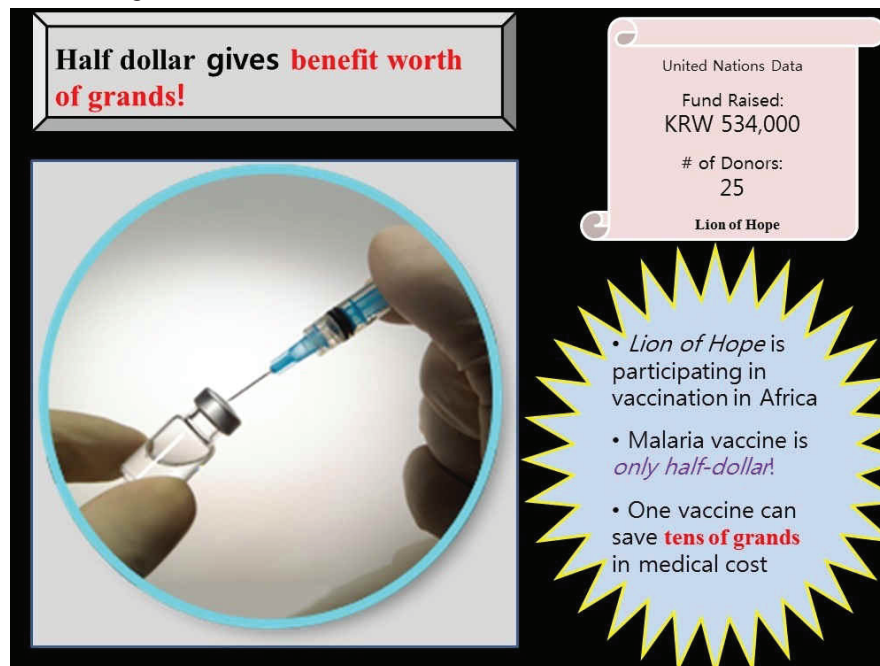 Half dollar gives benefit worth
of grands!
United Nations Data
Fund Raised:
KRW 534,000
# of Donors:
25
Lion of Hope
• Lion of Hope is
participating in
vaccination in Africa
• Malaria vaccine is
only half-dollar!
• One vaccine can
save tens of grands
in medical cost